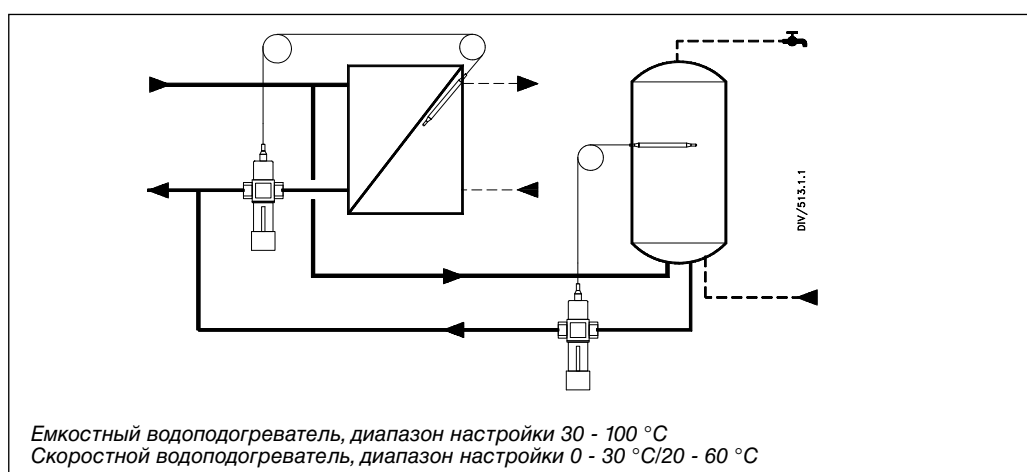 DIV/513.1.1
Емкостный водоподогреватель, диапазон настройки 30 - 100 °C
Скоростной водоподогреватель, диапазон настройки 0 - 30 °C/20 - 60 °C